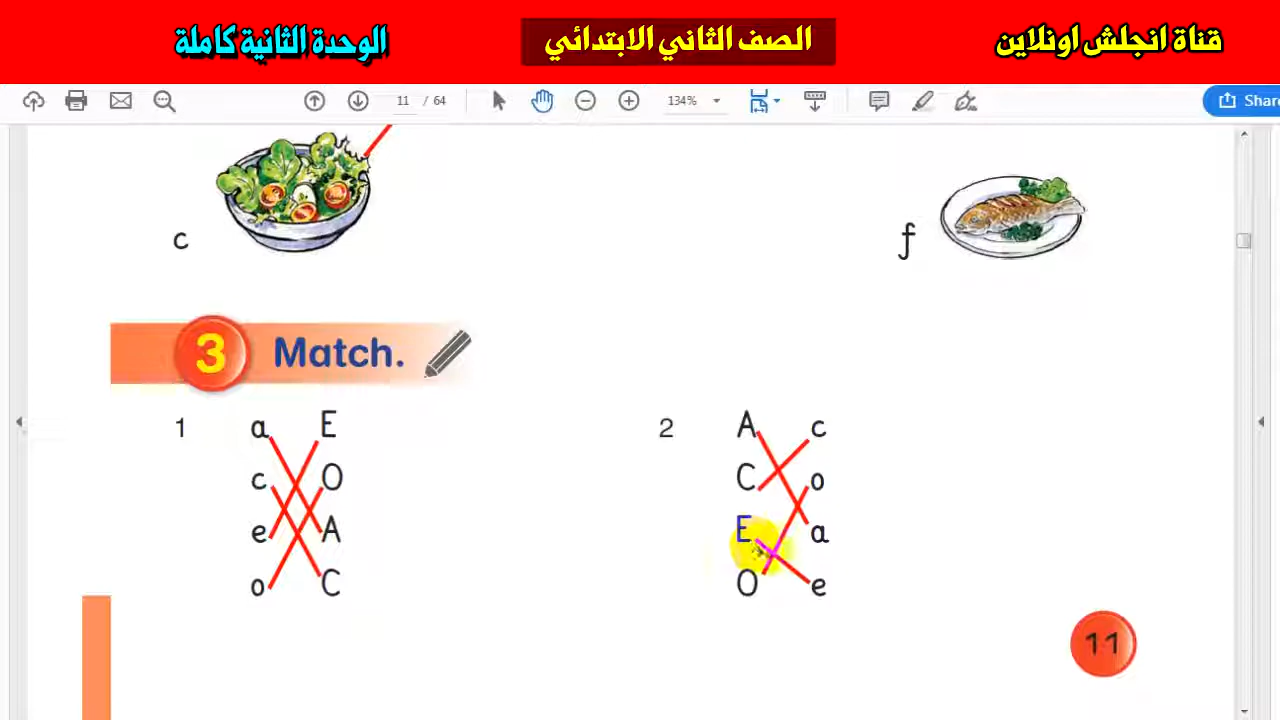 قناة انجلش اونلاين
الصف الثاني الابتدائي
الوحدة الثانية كاملة
11 / 64
134%
Share
c
f
3 Match.
1
a E
c O
e A
o C
2
A c
C o
E a
O e
11